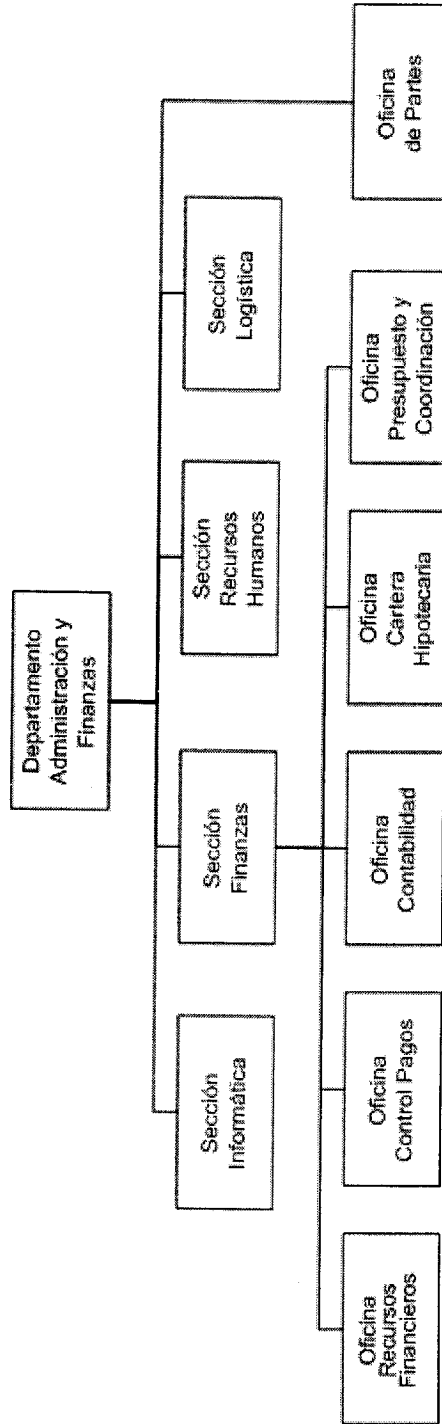 Departamento
Administración y
Finanzas
Sección
Informática
Sección
Finanzas
Sección
Recursos
Humanos
Sección
Logística
Oficina
Recursos
Financieros
Oficina
Control Pagos
Oficina
Contabilidad
Oficina
Cartera
Hipotecaria
Oficina
Presupuesto y
Coordinación
Oficina
de Partes